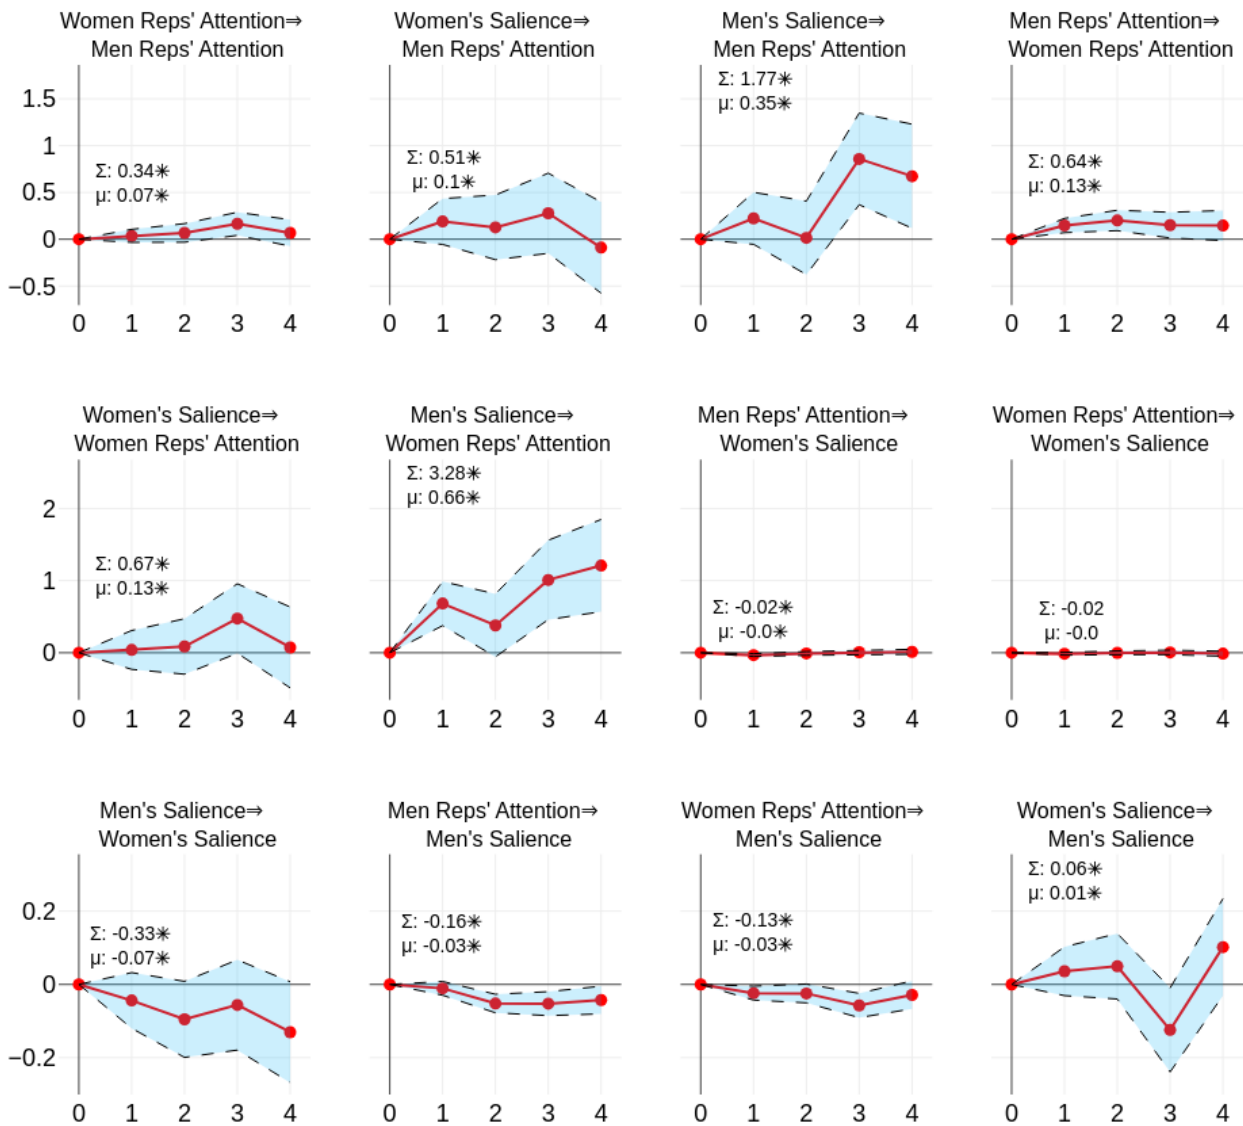 Women Reps' Attention⇒
Men Reps' Attention
Women's Salience⇒
Men Reps' Attention
Men's Salience⇒
Men Reps' Attention
Men Reps' Attention⇒
Women Reps' Attention
Σ: 0.34✳
μ: 0.07✳
Σ: 0.51✳
μ: 0.1✳
Σ: 1.77✳
μ: 0.35✳
Σ: 0.64✳
μ: 0.13✳
1.5
1
0.5
0
−0.5
0 1 2 3 4
0 1 2 3 4
0 1 2 3 4
0 1 2 3 4
Women's Salience⇒
Women Reps' Attention
Men's Salience⇒
Women Reps' Attention
Men Reps' Attention⇒
Women's Salience
Women Reps' Attention⇒
Women's Salience
Σ: 0.67✳
μ: 0.13✳
Σ: 3.28✳
μ: 0.66✳
Σ: -0.02✳
μ: -0.0✳
Σ: -0.02
μ: -0.0
2
1
0
0 1 2 3 4
0 1 2 3 4
0 1 2 3 4
0 1 2 3 4
Men's Salience⇒
Women's Salience
Men Reps' Attention⇒
Men's Salience
Women Reps' Attention⇒
Men's Salience
Women's Salience⇒
Men's Salience
Σ: -0.33✳
μ: -0.07✳
Σ: -0.16✳
μ: -0.03✳
Σ: -0.13✳
μ: -0.03✳
Σ: 0.06✳
μ: 0.01✳
0.2
0
−0.2
0 1 2 3 4
0 1 2 3 4
0 1 2 3 4
0 1 2 3 4